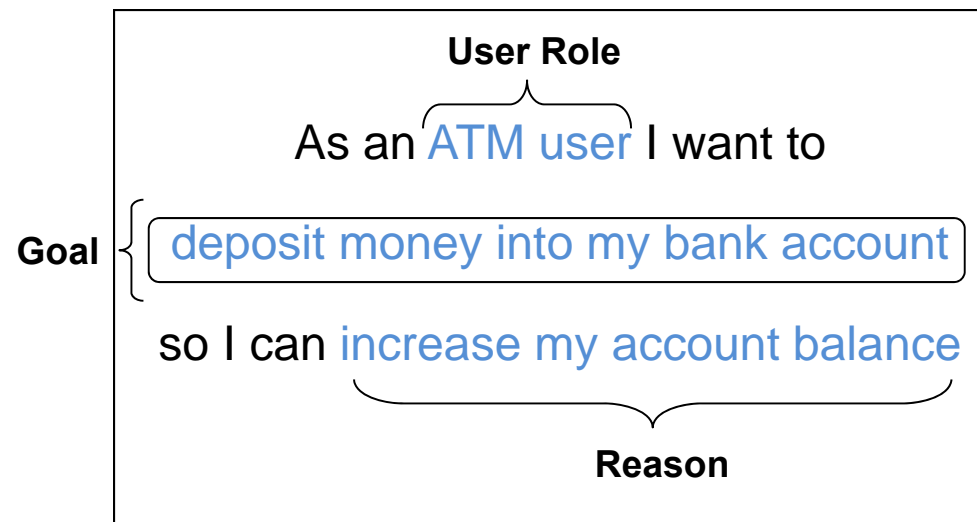 User Role
As an ATM user I want to
Goal
deposit money into my bank account
so I can increase my account balance
Reason